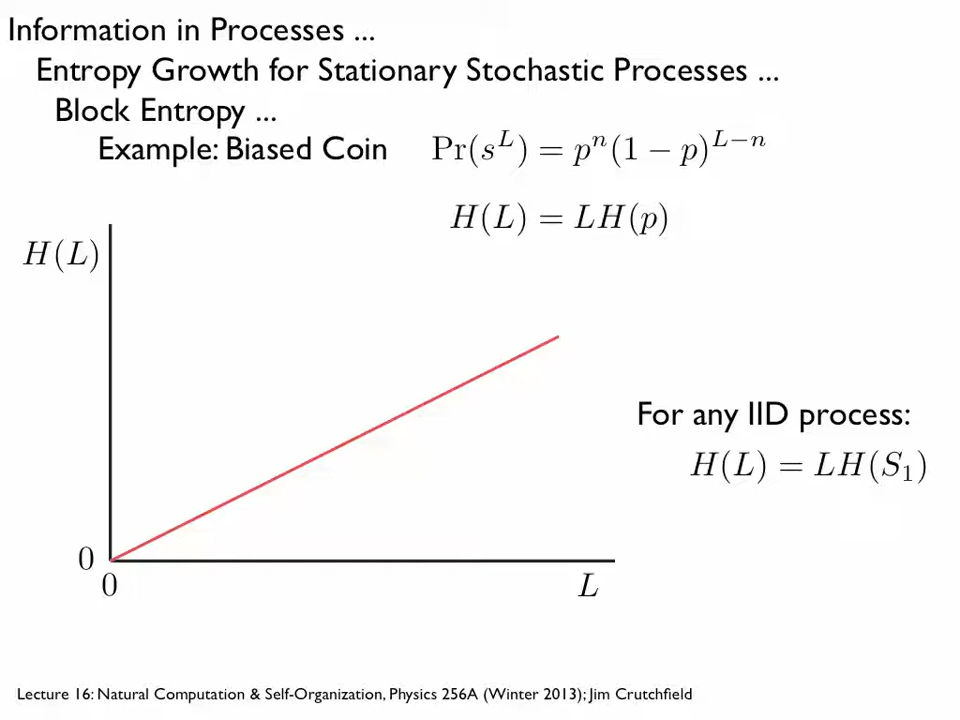 Information in Processes ...
Entropy Growth for Stationary Stochastic Processes ...
Block Entropy ...
Example: Biased Coin Pr(s^L) = p^n(1 − p)^{L−n}
H(L) = LH(p)
H(L)
For any IID process:
H(L) = LH(S_1)
0
0
L
Lecture 16: Natural Computation & Self-Organization, Physics 256A (Winter 2013); Jim Crutchfield